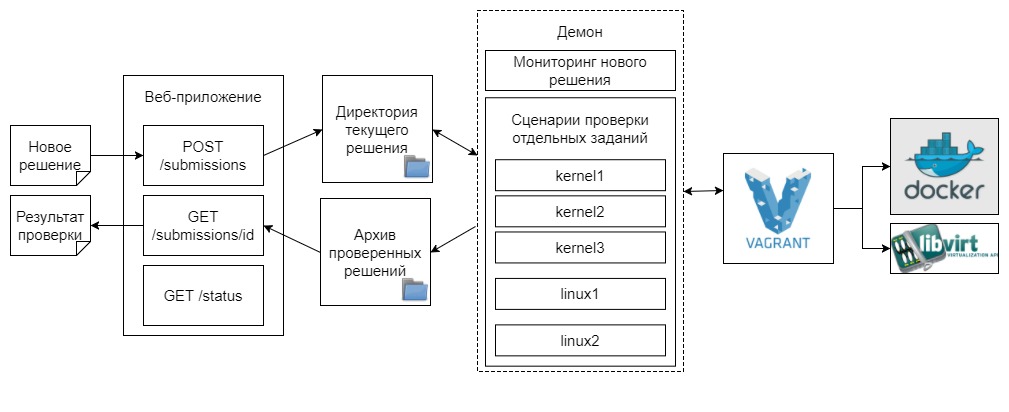 Новое
решение
Результат
проверки
Веб-приложение
POST
/submissions
GET
/submissions/id
GET /status
Директория
текущего
решения
Архив
проверенных
решений
Демон
Мониторинг нового
решения
Сценарии проверки
отдельных заданий
kernel1
kernel2
kernel3
linux1
linux2
VAGRANT
docker
libvirt
VIRTUALIZATION API